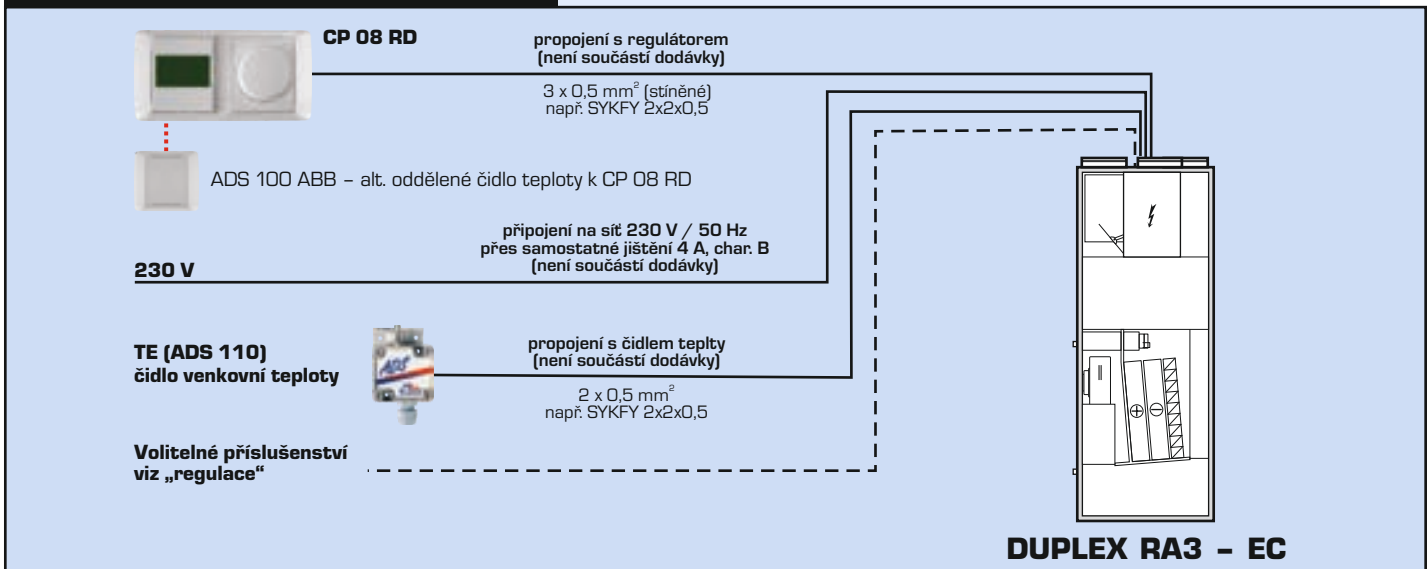 CP 08 RD
propojení s regulátorem
(není součástí dodávky)
3 x 0,5 mm² (stíněné)
např. SYKFY 2x2x0,5
ADS 100 ABB – alt. oddělené čidlo teploty k CP 08 RD
připojení na síť 230 V / 50 Hz
přes samostatné jištění 4 A, char. B
(není součástí dodávky)
230 V
TE (ADS 110)
čidlo venkovní teploty
ADS
propojení s čidlem teplty
(není součástí dodávky)
2 x 0,5 mm²
např. SYKFY 2x2x0,5
Volitelné příslušenství
viz „regulace“
DUPLEX RA3 – EC